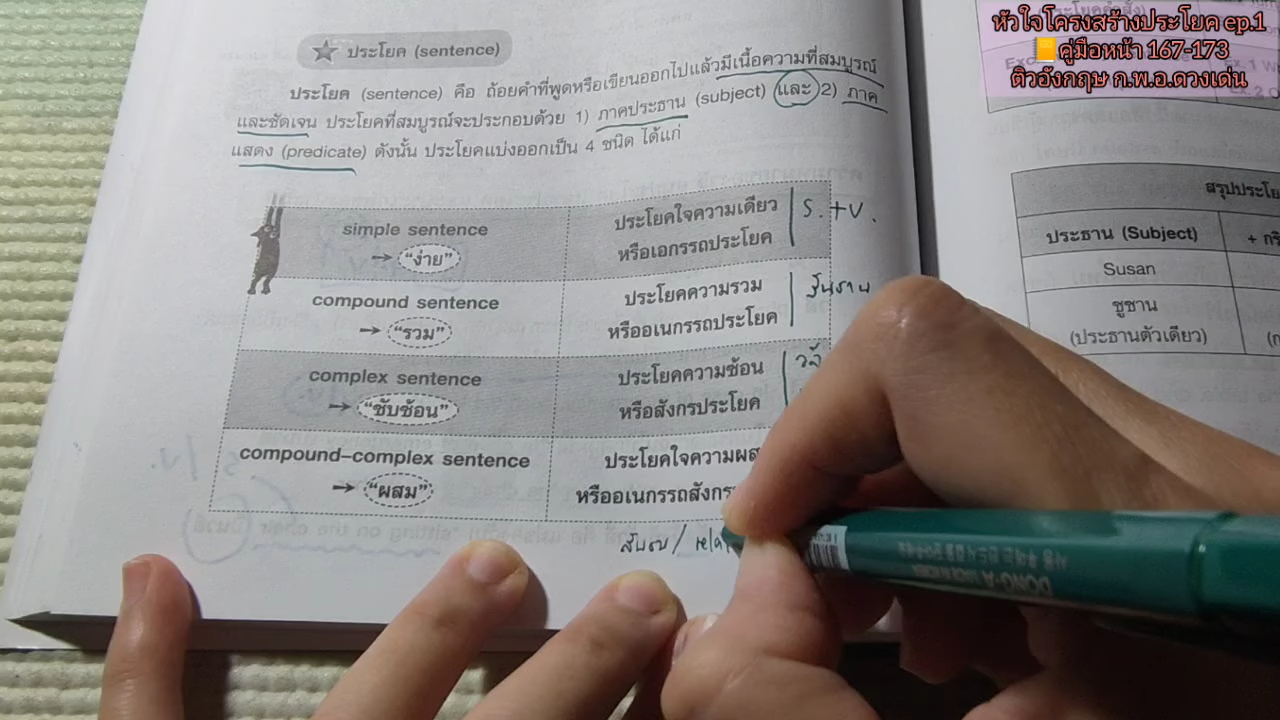 หัวใจโครงสร้างประโยค ep.1
📒คู่มือหน้า 167-173
ติวอังกฤษ ก.พ.อ.ดวงเด่น
ประโยค (sentence)
ประโยค (sentence) คือ ถ้อยคำที่พูดหรือเขียนออกไปแล้วมีเนื้อความที่สมบูรณ์
และชัดเจน ประโยคที่สมบูรณ์จะประกอบด้วย 1) ภาคประธาน (subject) และ 2) ภาค
แสดง (predicate) ดังนั้น ประโยคแบ่งออกเป็น 4 ชนิด ได้แก่
simple sentence
→ “ง่าย”
ประโยคใจความเดียว
หรือเอกรรถประโยค
S. + V.
compound sentence
→ “รวม”
ประโยคความรวม
หรืออเนกรรถประโยค
complex sentence
→ “ซับซ้อน”
ประโยคความซ้อน
หรือสังกรประโยค
compound–complex sentence
→ “ผสม”
ประโยคใจความ
หรืออเนกรรถสังกร
สรุปประโย
ประธาน (Subject)
+ กริ
Susan
ซูซาน
(ประธานตัวเดียว)